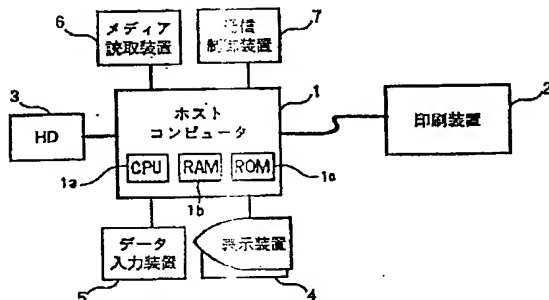 6
メディア
読取装置
7
通信
制御装置
3
HD
1
ホスト
コンピュータ
1a
CPU
RAM
1b
ROM
1c
2
印刷装置
データ
入力装置
5
表示装置
4